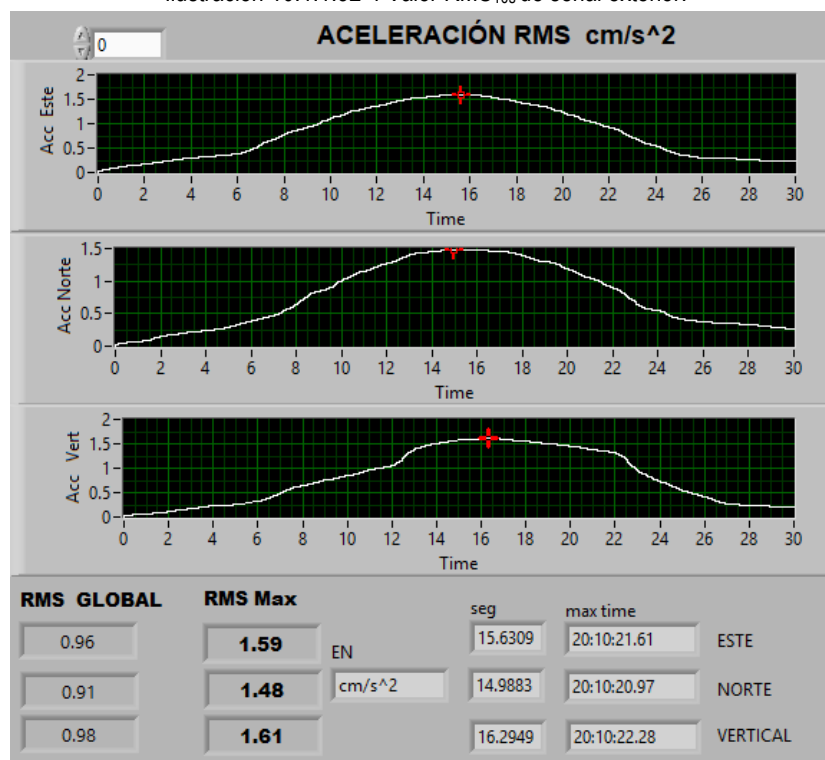 ACELERACIÓN RMS cm/s^2
0
Acc Este
2
1.5
1
0.5
0
0 2 4 6 8 10 12 14 16 18 20 22 24 26 28 30
Time
Acc Norte
1.5
1
0.5
0
0 2 4 6 8 10 12 14 16 18 20 22 24 26 28 30
Time
Acc Vert
2
1.5
1
0.5
0
0 2 4 6 8 10 12 14 16 18 20 22 24 26 28 30
Time
RMS GLOBAL RMS Max seg max time
0.96 1.59 EN 15.6309 20:10:21.61 ESTE
0.91 1.48 cm/s^2 14.9883 20:10:20.97 NORTE
0.98 1.61 16.2949 20:10:22.28 VERTICAL